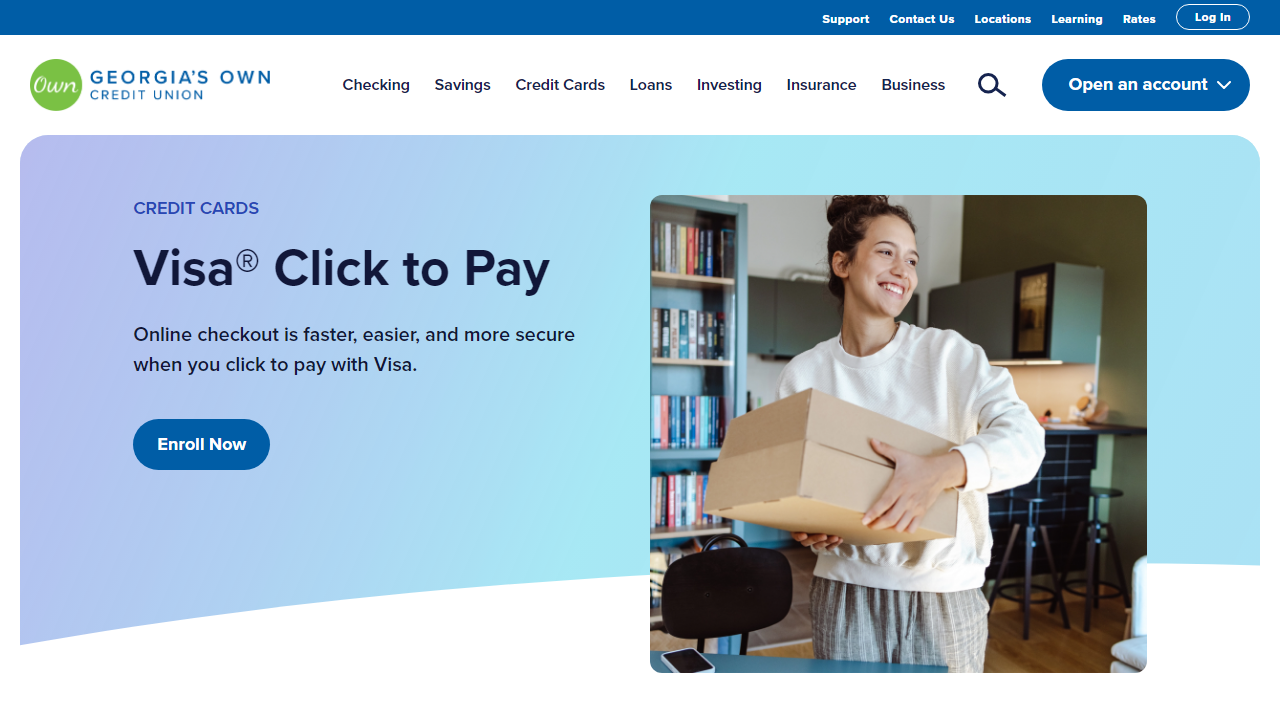 Support Contact Us Locations Learning Rates Log In
Own GEORGIA'S OWN
CREDIT UNION
Checking Savings Credit Cards Loans Investing Insurance Business Open an account
CREDIT CARDS
Visa® Click to Pay
Online checkout is faster, easier, and more secure
when you click to pay with Visa.
Enroll Now